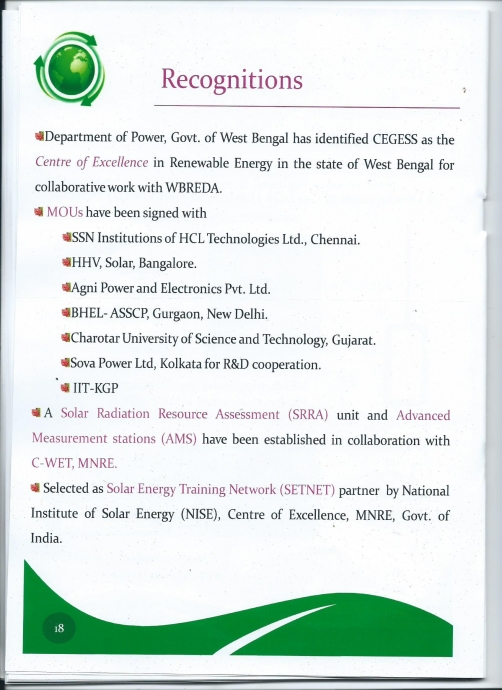 Recognitions
Department of Power, Govt. of West Bengal has identified CEGESS as the
Centre of Excellence in Renewable Energy in the state of West Bengal for
collaborative work with WBREDA.
MOUs have been signed with
SSN Institutions of HCL Technologies Ltd., Chennai.
HHV, Solar, Bangalore.
Agni Power and Electronics Pvt. Ltd.
BHEL- ASSCP, Gurgaon, New Delhi.
Charotar University of Science and Technology, Gujarat.
Sova Power Ltd, Kolkata for R&D cooperation.
IIT-KGP
A Solar Radiation Resource Assessment (SRRA) unit and Advanced
Measurement stations (AMS) have been established in collaboration with
C-WET, MNRE.
Selected as Solar Energy Training Network (SETNET) partner by National
Institute of Solar Energy (NISE), Centre of Excellence, MNRE, Govt. of
India.
18